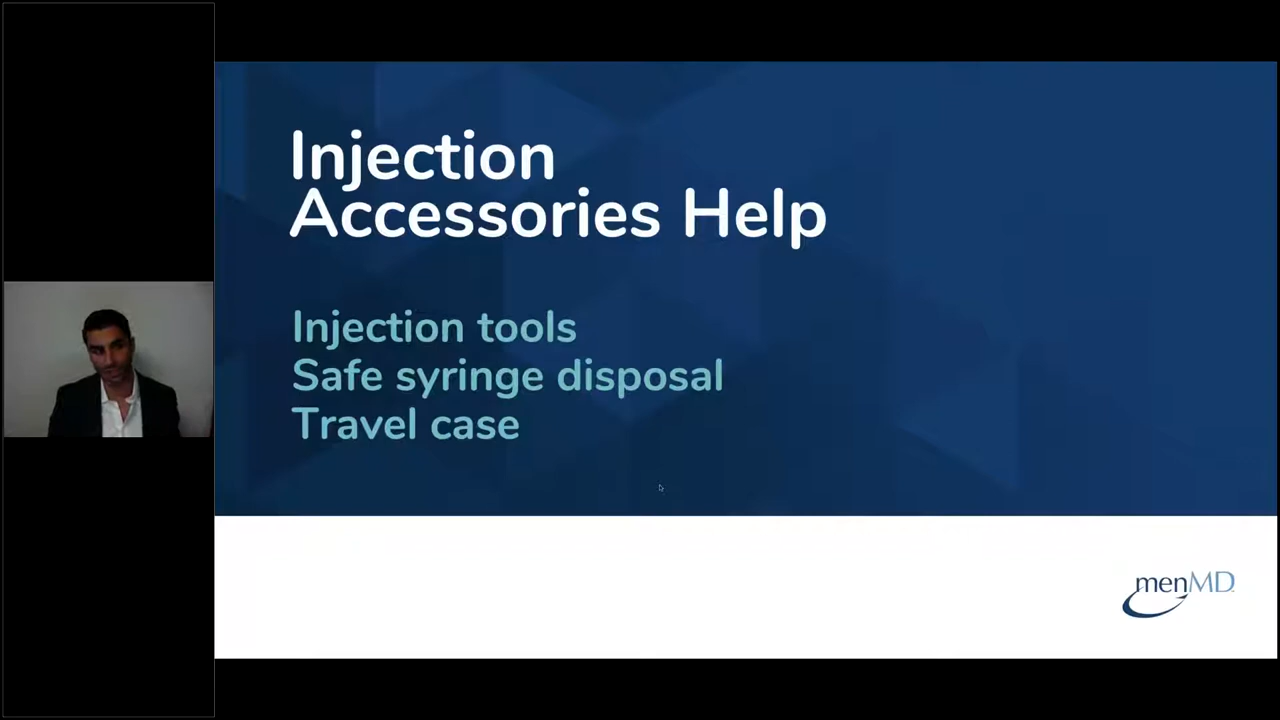 Injection
Accessories Help
Injection tools
Safe syringe disposal
Travel case
menMD